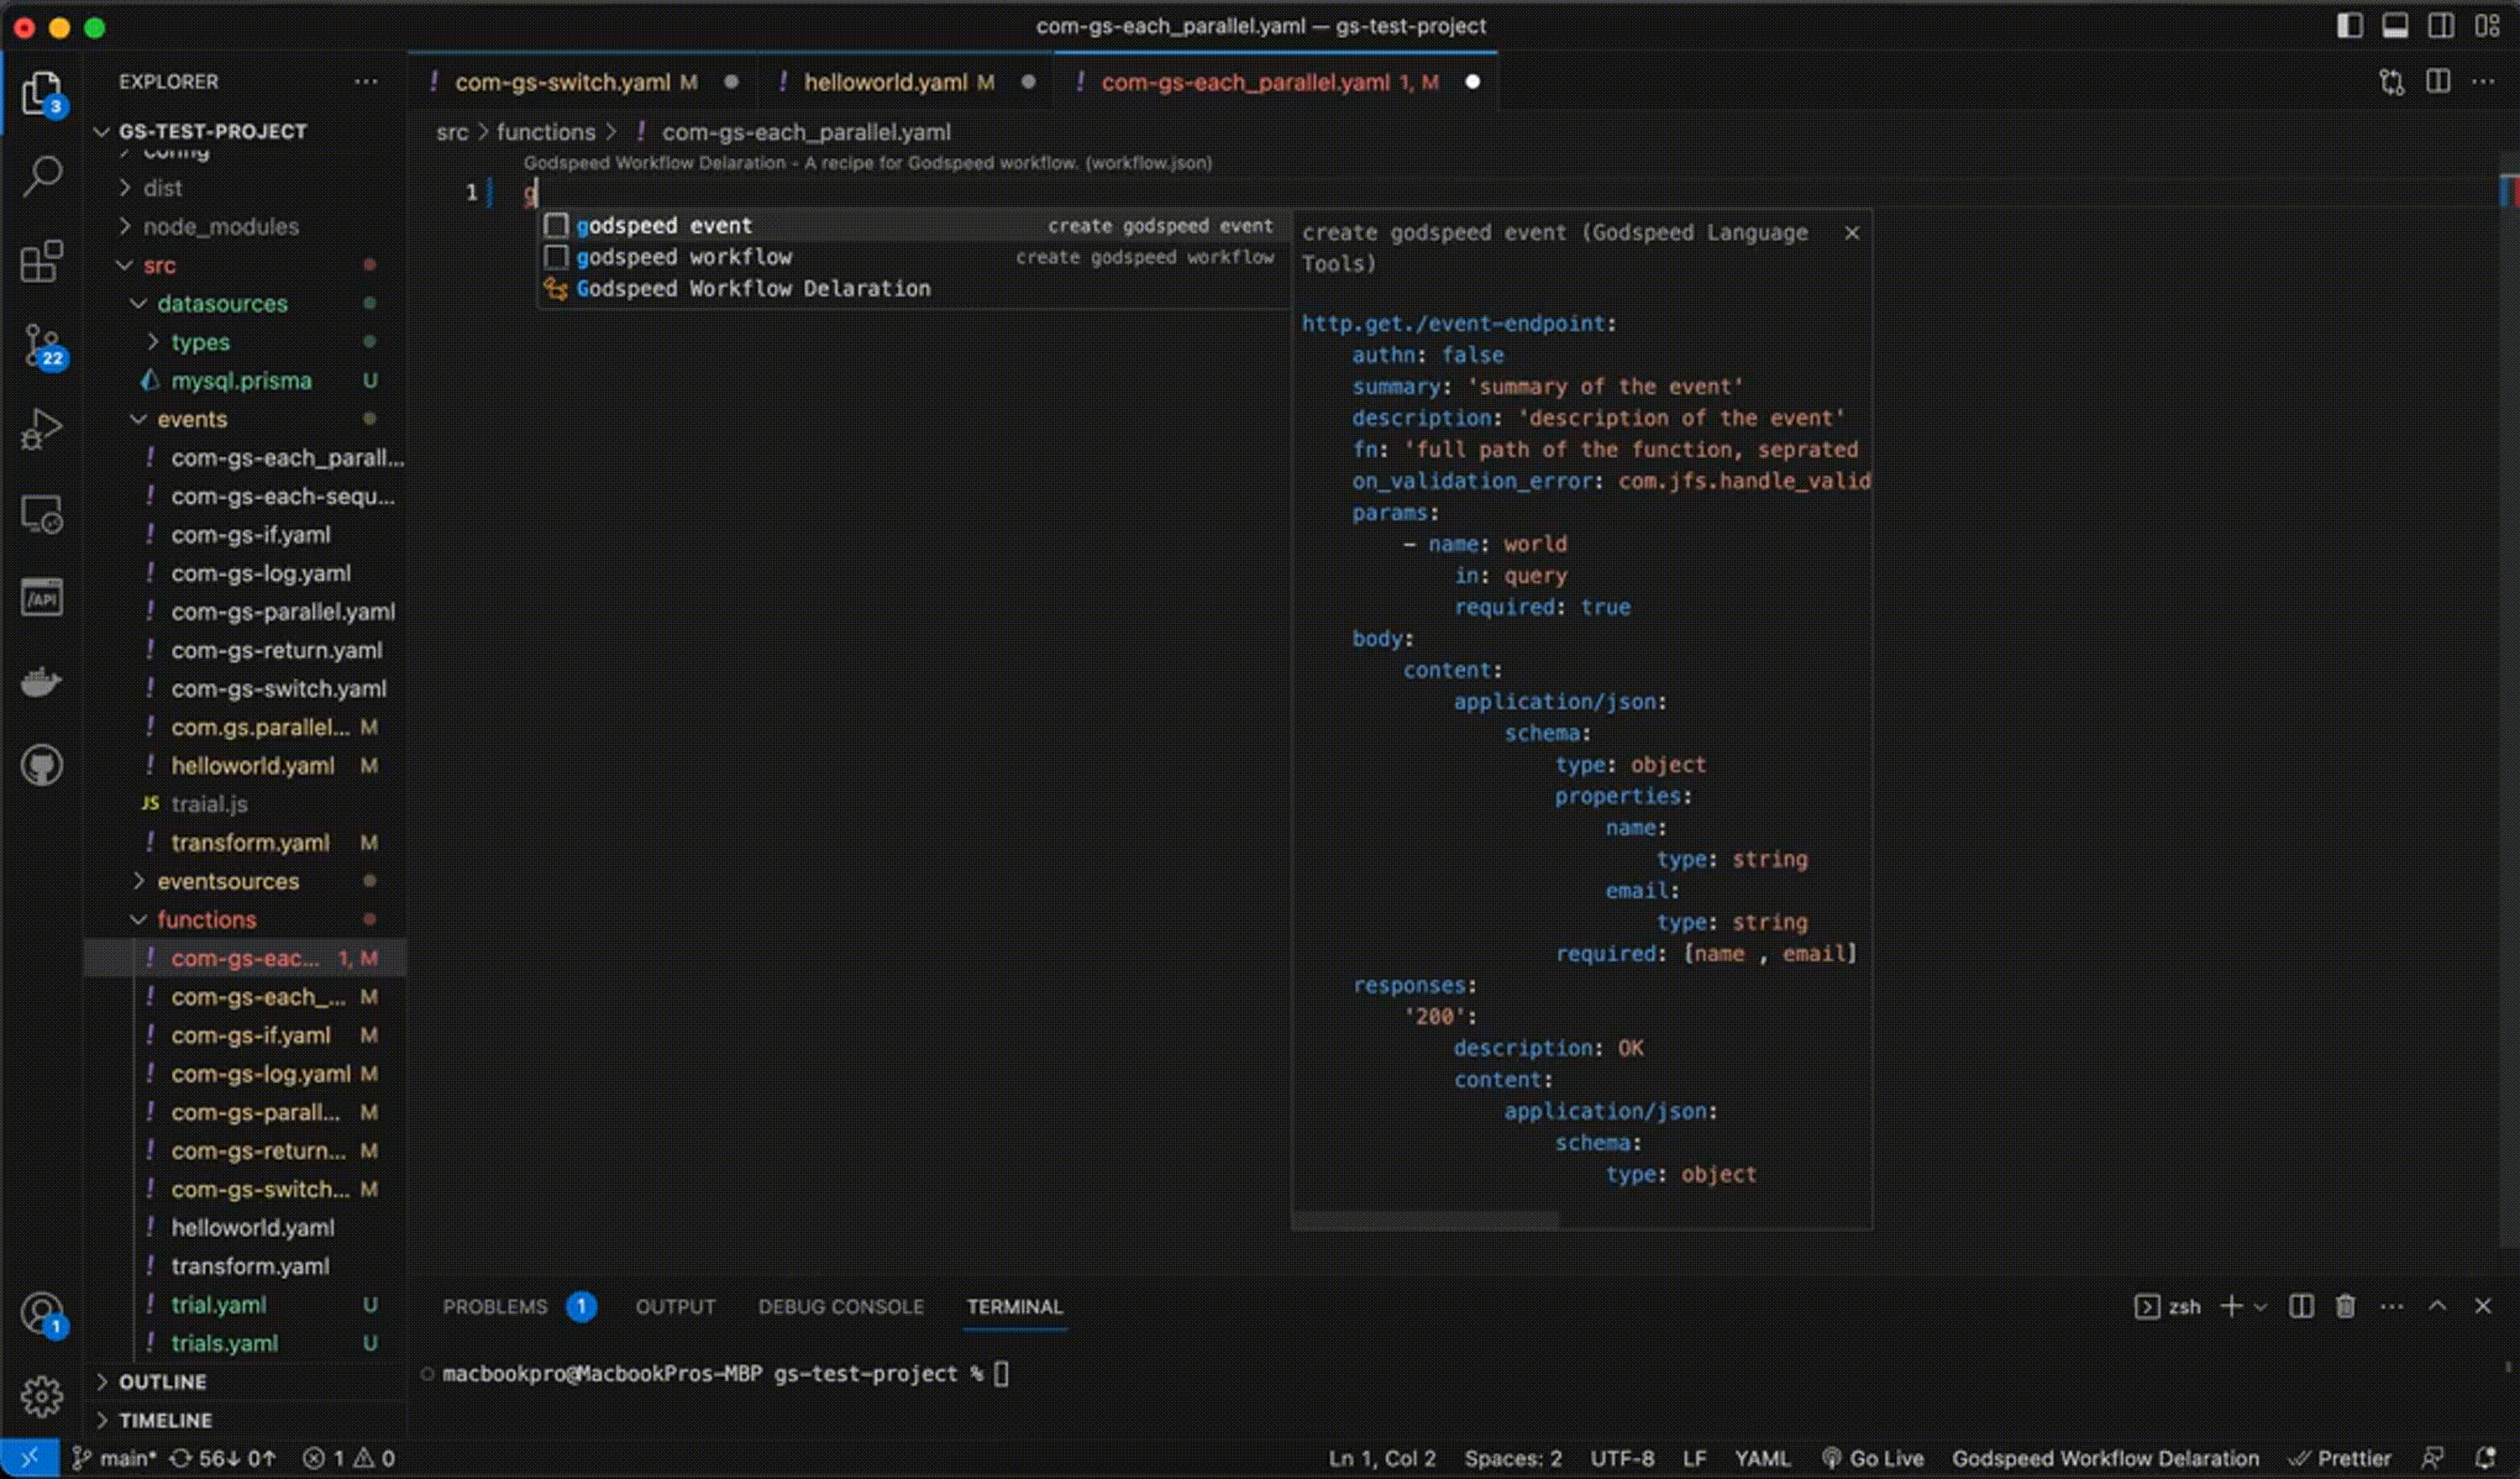 com-gs-each_parallel.yaml — gs-test-project
EXPLORER
3
GS-TEST-PROJECT
config
dist
node_modules
src
datasources
types
mysql.prisma U
events
com-gs-each_parall...
com-gs-each-sequ...
com-gs-if.yaml
com-gs-log.yaml
com-gs-parallel.yaml
com-gs-return.yaml
com-gs-switch.yaml
com.gs.parallel... M
helloworld.yaml M
JS traial.js
transform.yaml M
eventsources
functions
com-gs-eac... 1, M
com-gs-each_... M
com-gs-if.yaml M
com-gs-log.yaml M
com-gs-parall... M
com-gs-return... M
com-gs-switch... M
helloworld.yaml
transform.yaml
trial.yaml U
trials.yaml U
OUTLINE
TIMELINE
22
/API
1
! com-gs-switch.yaml M
! helloworld.yaml M
! com-gs-each_parallel.yaml 1, M
src > functions > ! com-gs-each_parallel.yaml
Godspeed Workflow Delaration - A recipe for Godspeed workflow. (workflow.json)
1 g
godspeed event create godspeed event
godspeed workflow create godspeed workflow
Godspeed Workflow Delaration
create godspeed event (Godspeed Language
Tools)
http.get./event-endpoint:
authn: false
summary: 'summary of the event'
description: 'description of the event'
fn: 'full path of the function, seprated
on_validation_error: com.jfs.handle_valid
params:
- name: world
in: query
required: true
body:
content:
application/json:
schema:
type: object
properties:
name:
type: string
email:
type: string
required: [name , email]
responses:
'200':
description: OK
content:
application/json:
schema:
type: object
PROBLEMS 1 OUTPUT DEBUG CONSOLE TERMINAL
zsh
macbookpro@MacbookPros-MBP gs-test-project %
main* 56↓ 0↑ 1 0
Ln 1, Col 2 Spaces: 2 UTF-8 LF YAML Go Live Godspeed Workflow Delaration Prettier